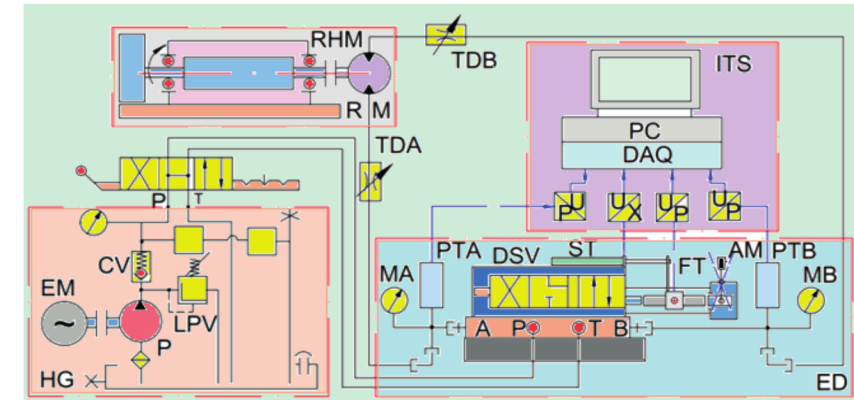 RHM
R M
TDB
ITS
PC
DAQ
TDA
P T
U P
U X
U P
U P
PTA
DSV
ST
FT
AM
PTB
MA
MB
CV
EM
LPV
P
A P T B
HG
ED